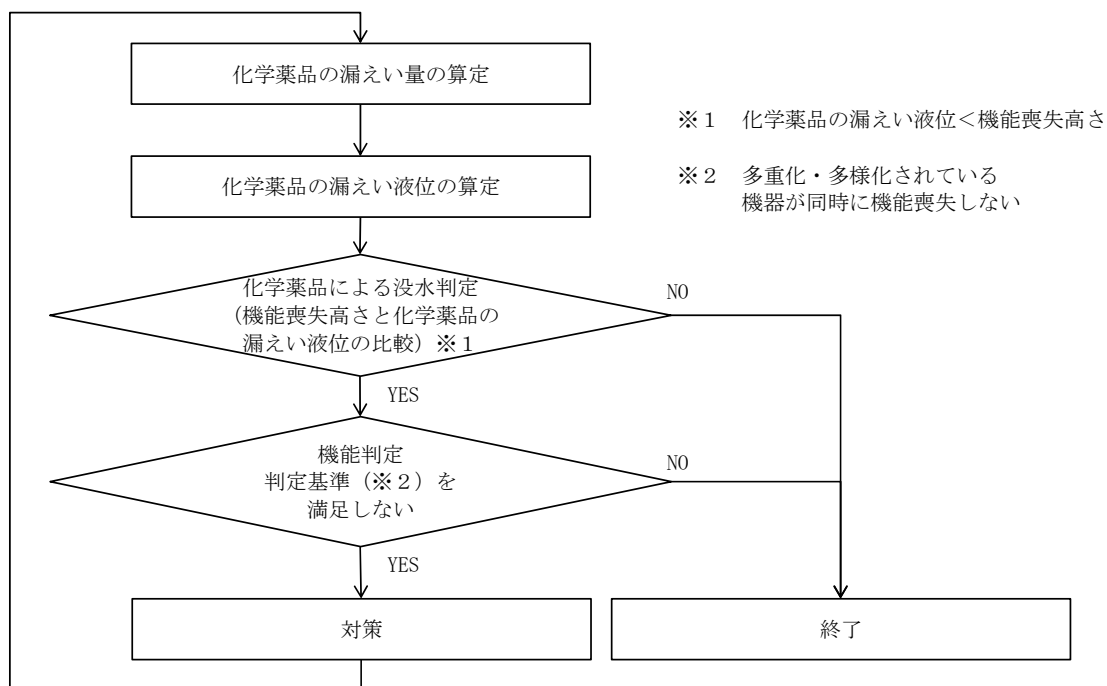 化学薬品の漏えい量の算定
※１　化学薬品の漏えい液位＜機能喪失高さ
化学薬品の漏えい液位の算定
※２　多重化・多様化されている
機器が同時に機能喪失しない
化学薬品による没水判定
（機能喪失高さと化学薬品の
漏えい液位の比較）※１
NO
YES
機能判定
判定基準（※２）を
満足しない
NO
YES
対策
終了